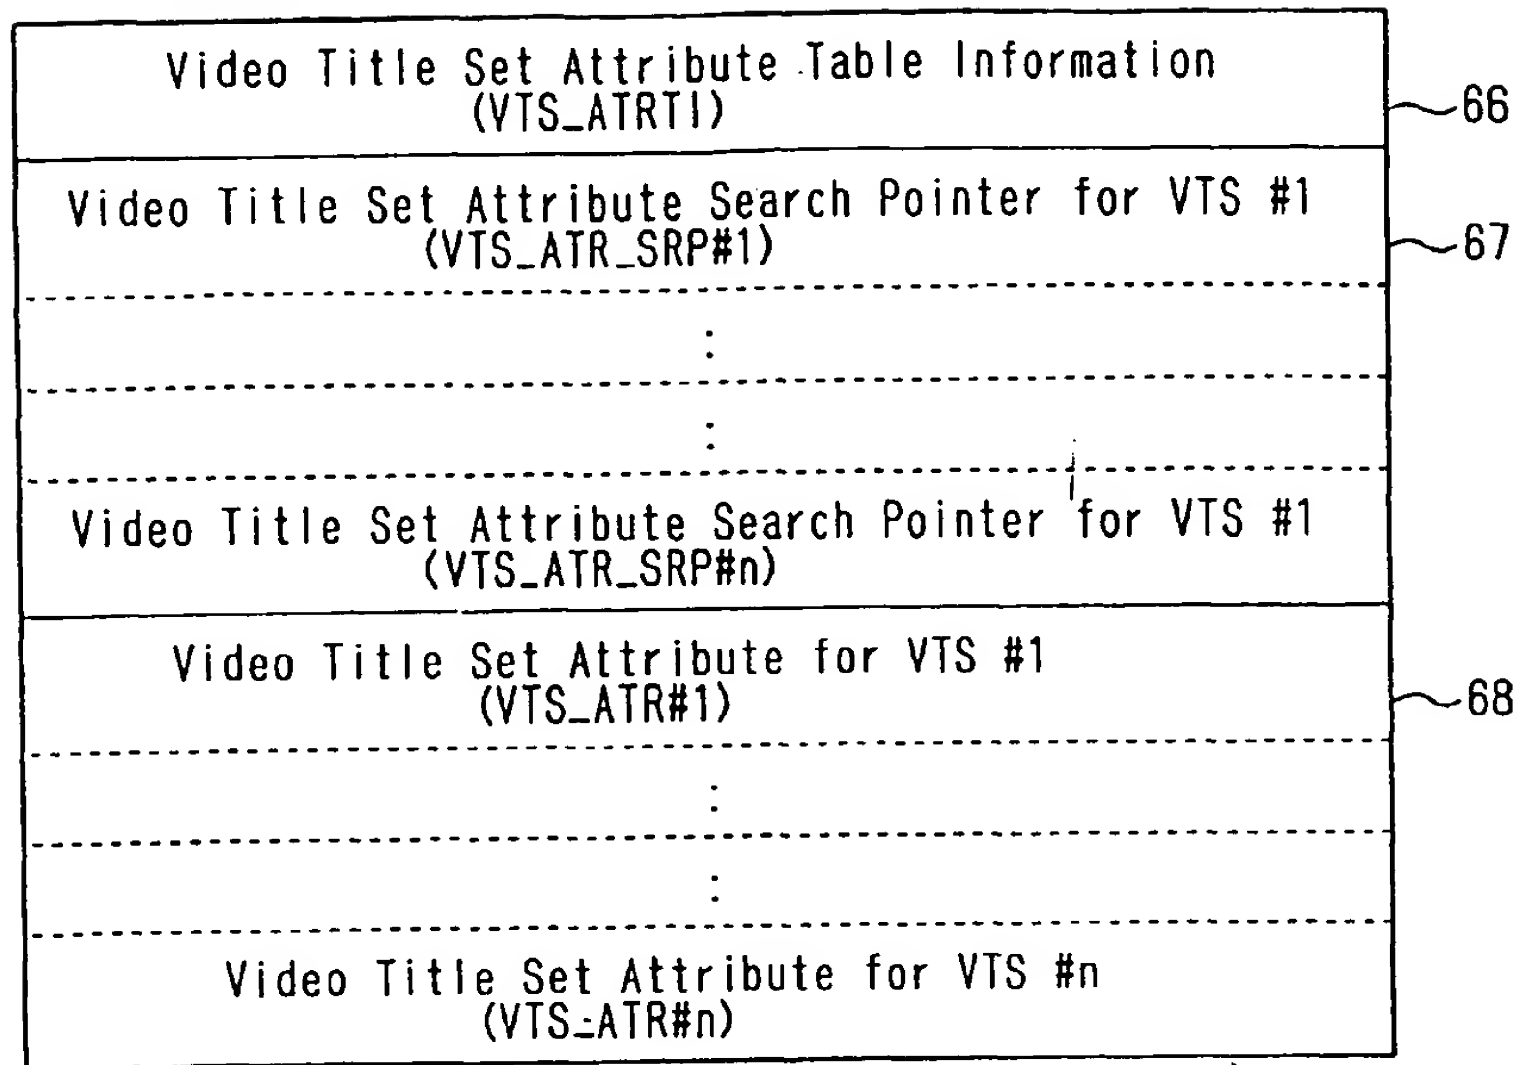 Video Title Set Attribute Table Information
(VTS_ATRTI)
66
Video Title Set Attribute Search Pointer for VTS #1
(VTS_ATR_SRP#1)
67
:
:
Video Title Set Attribute Search Pointer for VTS #1
(VTS_ATR_SRP#n)
Video Title Set Attribute for VTS #1
(VTS_ATR#1)
68
:
:
Video Title Set Attribute for VTS #n
(VTS_ATR#n)